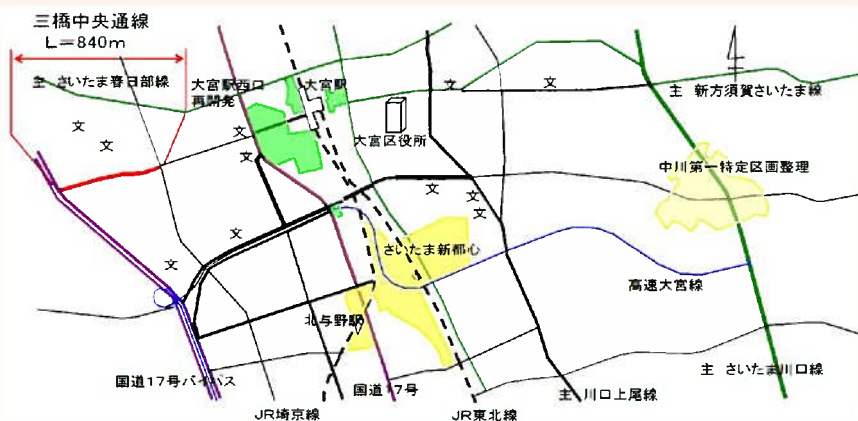 三橋中央通線
L=840m
主 さいたま春日部線
大宮駅西口
再開発
大宮駅
文
文
文
文
文
文
主 新方須賀さいたま線
大宮区役所
中川第一特定区画整理
文
文
文
文
文
さいたま新都心
高速大宮線
北与野駅
国道17号バイパス
国道17号
主 さいたま川口線
主 川口上尾線
JR埼京線
JR東北線